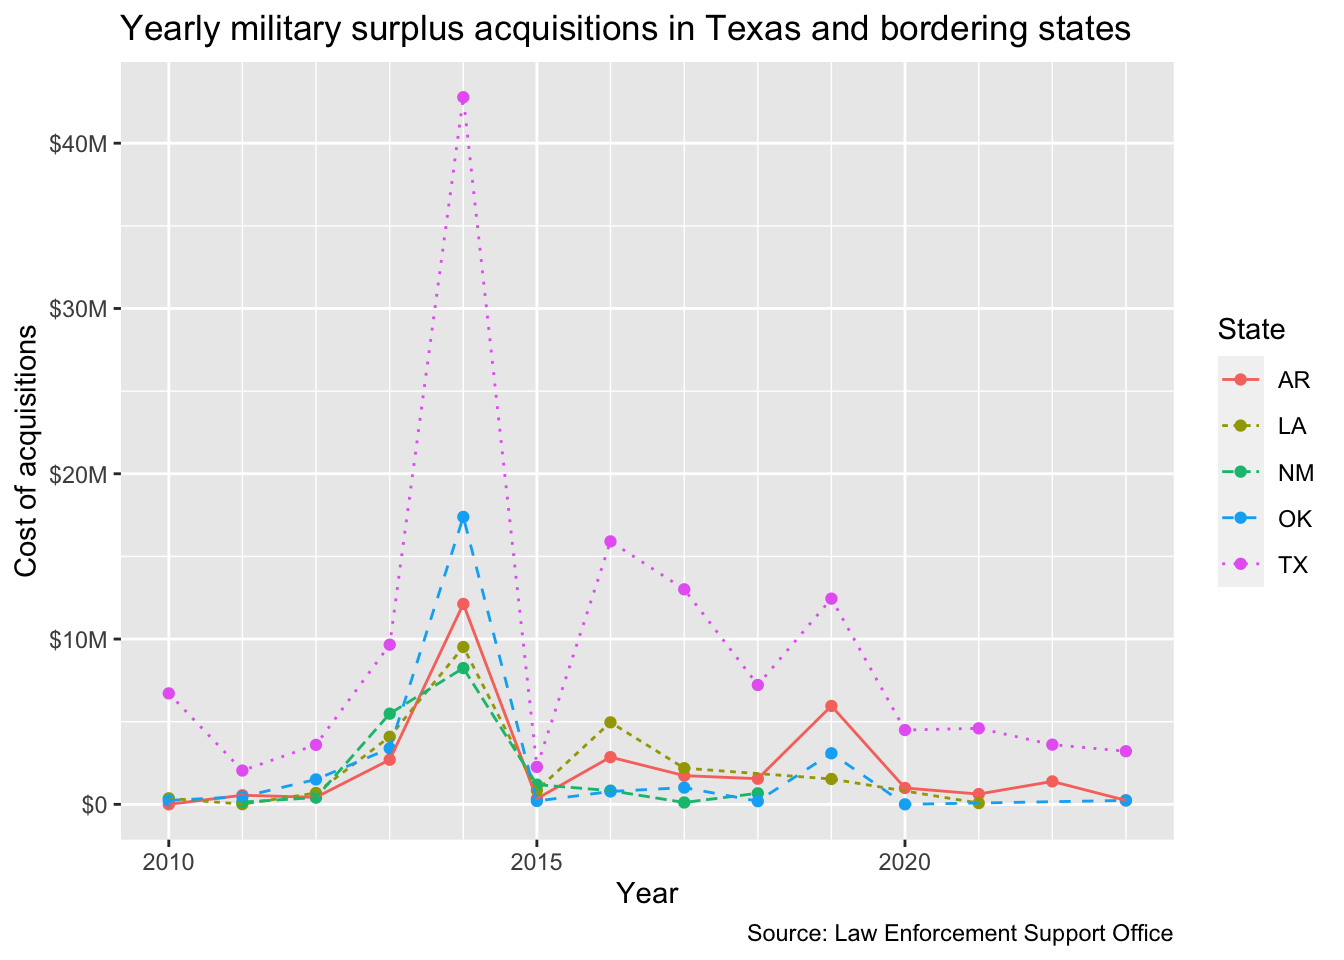 Yearly military surplus acquisitions in Texas and bordering states
$40M
$30M
$20M
$10M
$0
Cost of acquisitions
2010
2015
2020
Year
State
AR
LA
NM
OK
TX
Source: Law Enforcement Support Office